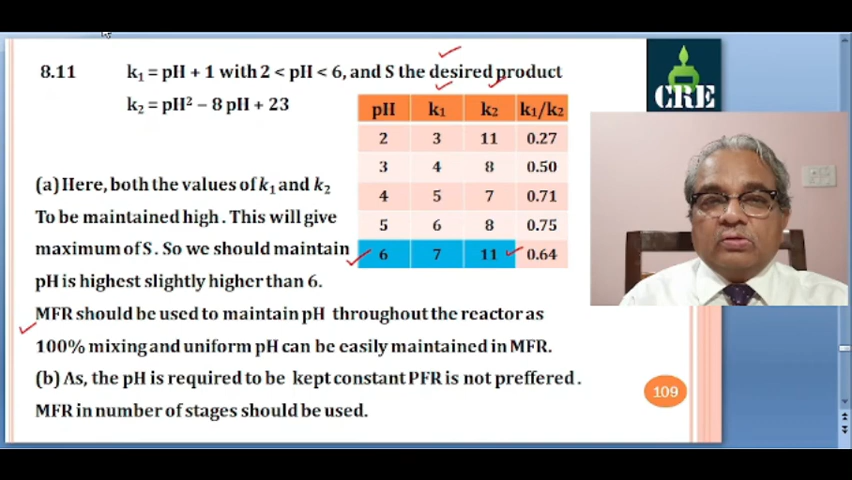 8.11 k₁ = pH + 1 with 2 < pH < 6, and S the desired product
k₂ = pH² – 8 pH + 23
CRE
pH k₁ k₂ k₁/k₂
2 3 11 0.27
3 4 8 0.50
4 5 7 0.71
5 6 8 0.75
6 7 11 0.64
(a) Here, both the values of k₁ and k₂
To be maintained high . This will give
maximum of S. So we should maintain
pH is highest slightly higher than 6.
MFR should be used to maintain pH throughout the reactor as
100% mixing and uniform pH can be easily maintained in MFR.
(b) As, the pH is required to be kept constant PFR is not preffered .
MFR in number of stages should be used.
109